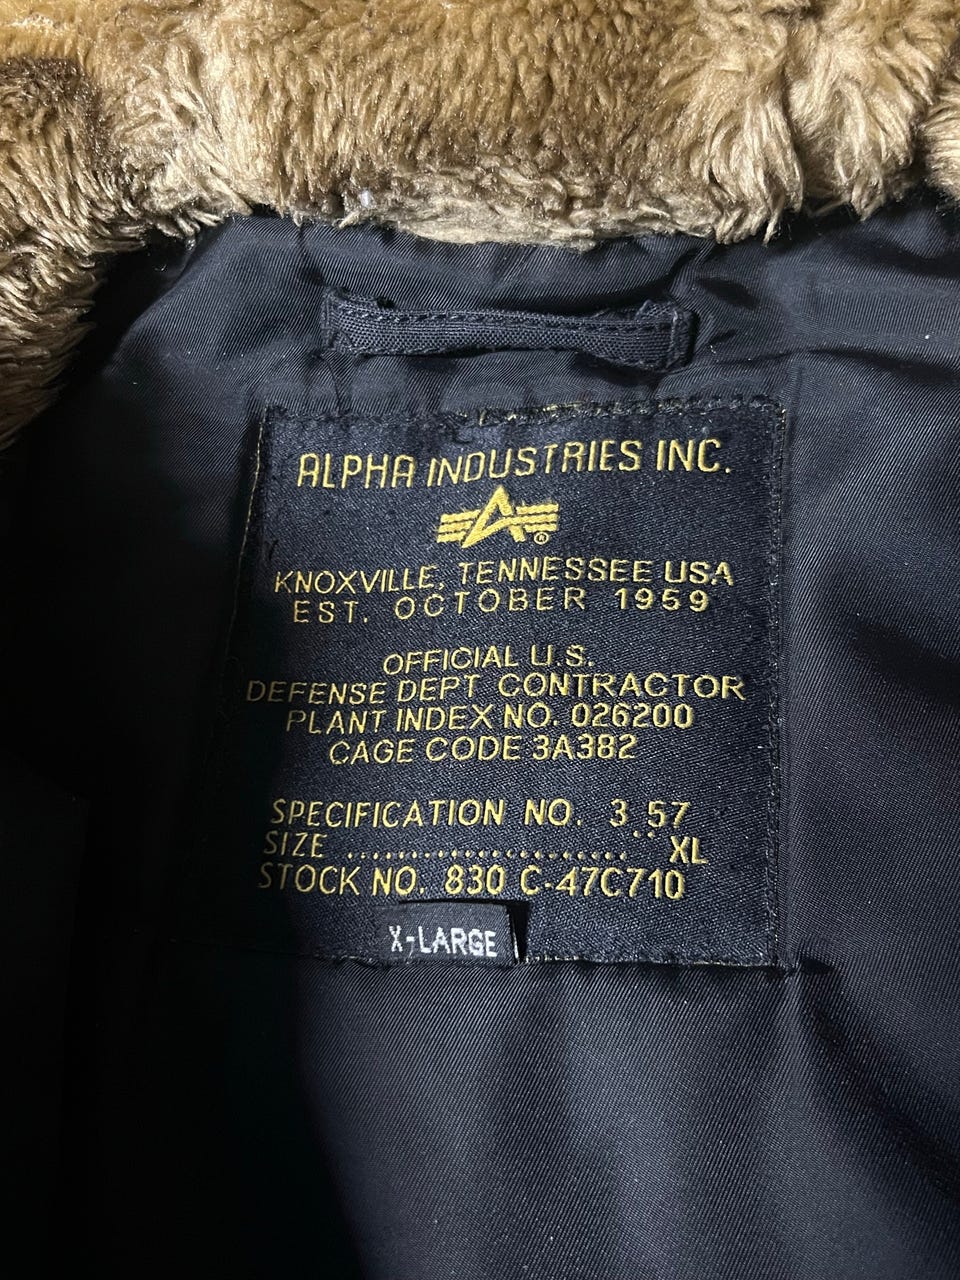 ALPHA INDUSTRIES INC.
A®
KNOXVILLE, TENNESSEE USA
EST. OCTOBER 1959
OFFICIAL U.S.
DEFENSE DEPT CONTRACTOR
PLANT INDEX NO. 026200
CAGE CODE 3A382
SPECIFICATION NO. 3.57
SIZE ........................ XL
STOCK NO. 830 C-47C710
X-LARGE